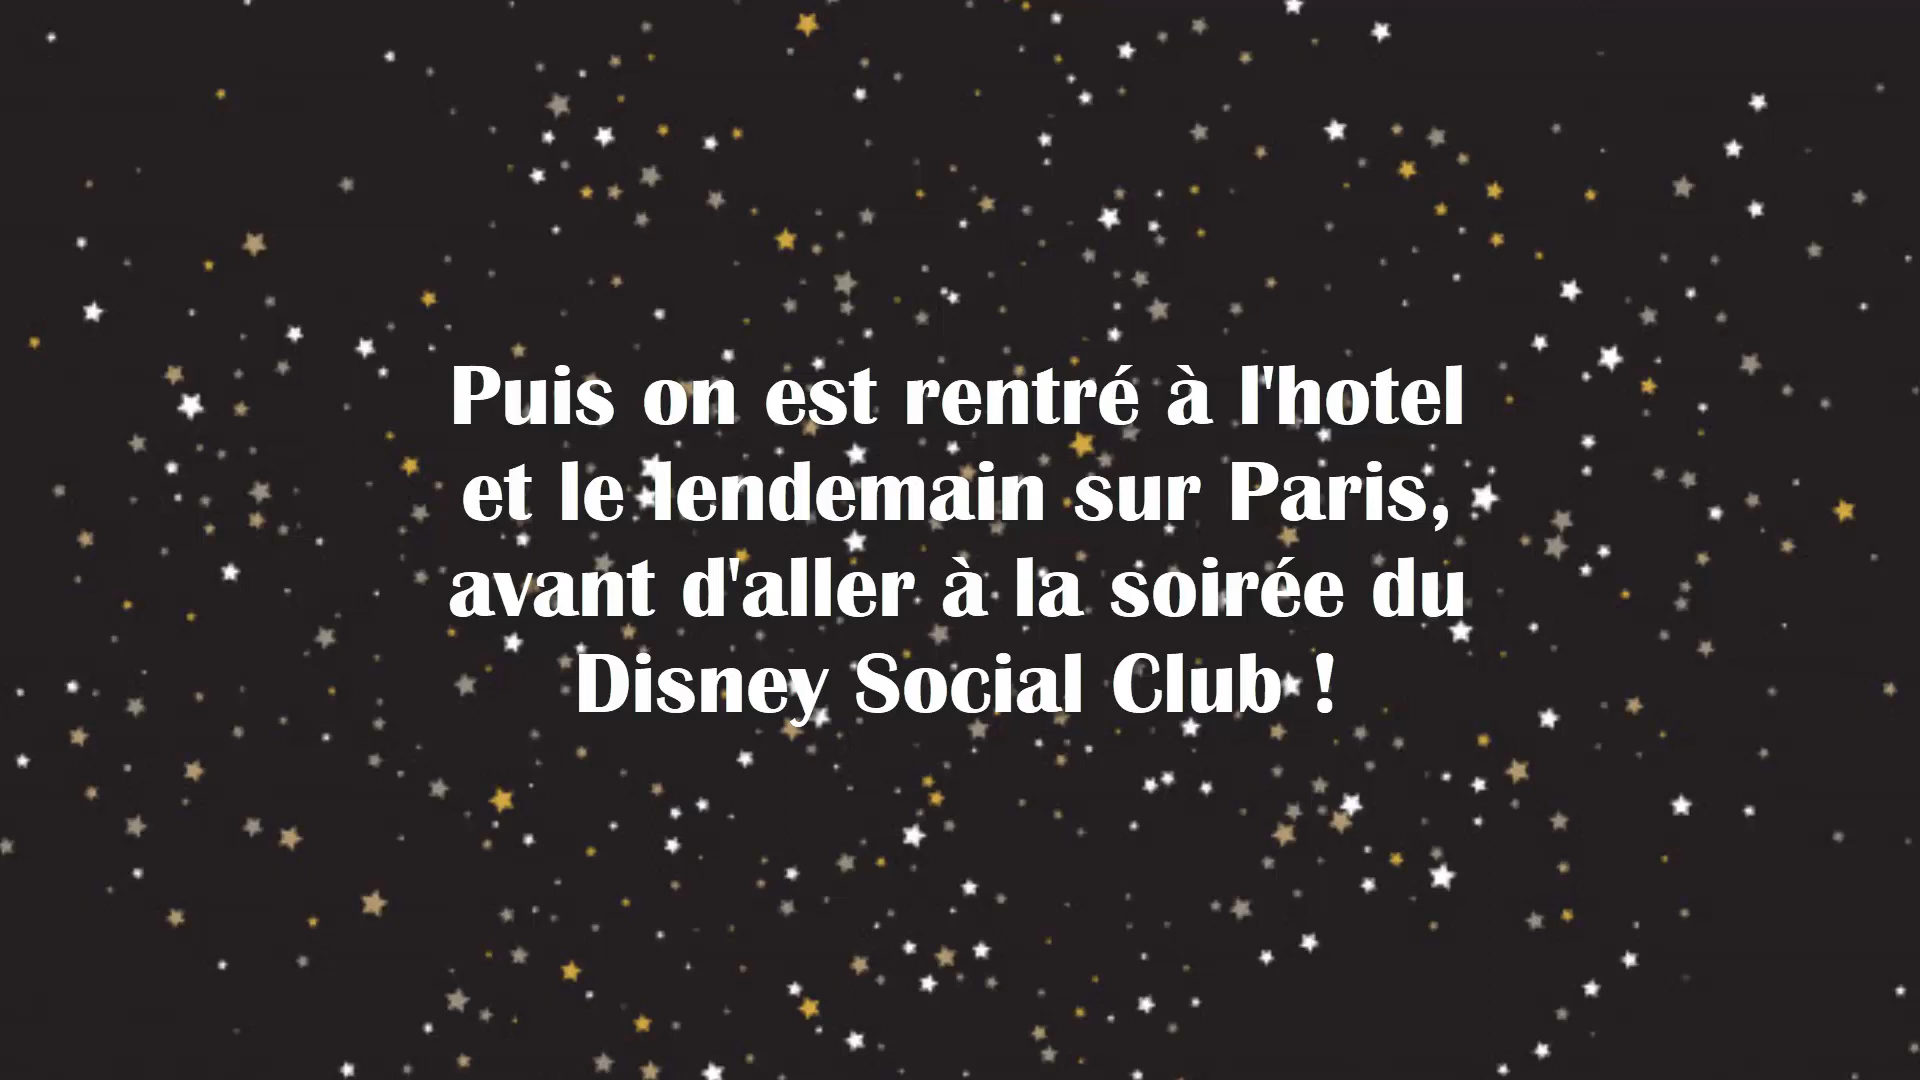 Puis on est rentré à l'hotel
et le lendemain sur Paris,
avant d'aller à la soirée du
Disney Social Club !